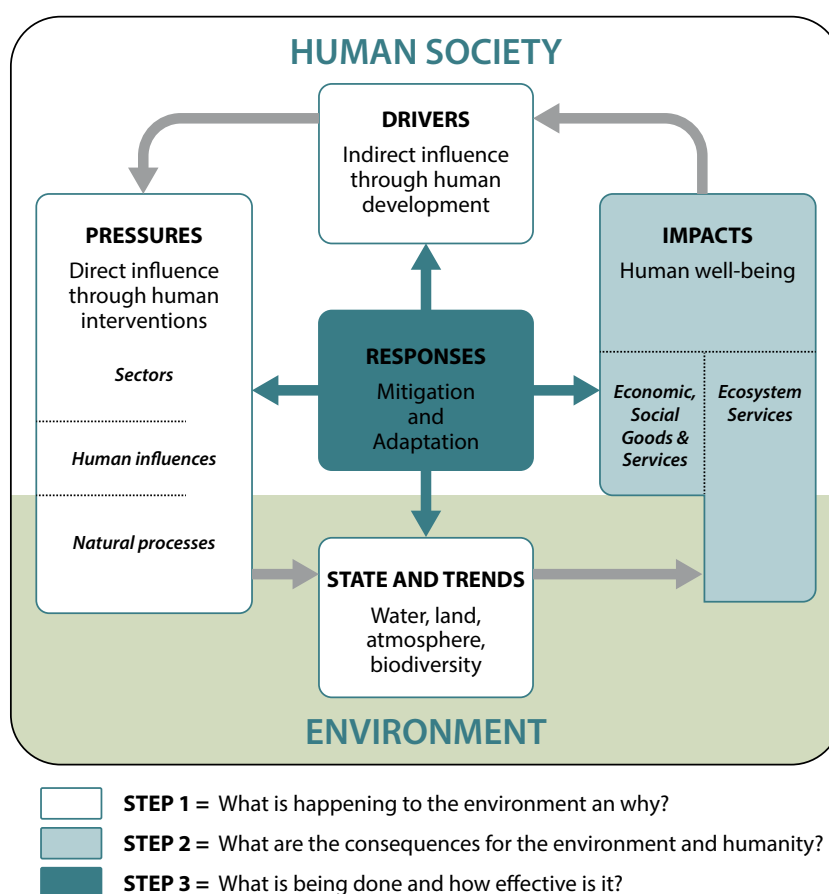 HUMAN SOCIETY
DRIVERS
Indirect influence
through human
development
PRESSURES
Direct influence
through human
interventions
Sectors
Human influences
Natural processes
IMPACTS
Human well-being
Economic,
Social
Goods &
Services
Ecosystem
Services
RESPONSES
Mitigation
and
Adaptation
STATE AND TRENDS
Water, land,
atmosphere,
biodiversity
ENVIRONMENT
STEP 1 = What is happening to the environment an why?
STEP 2 = What are the consequences for the environment and humanity?
STEP 3 = What is being done and how effective is it?